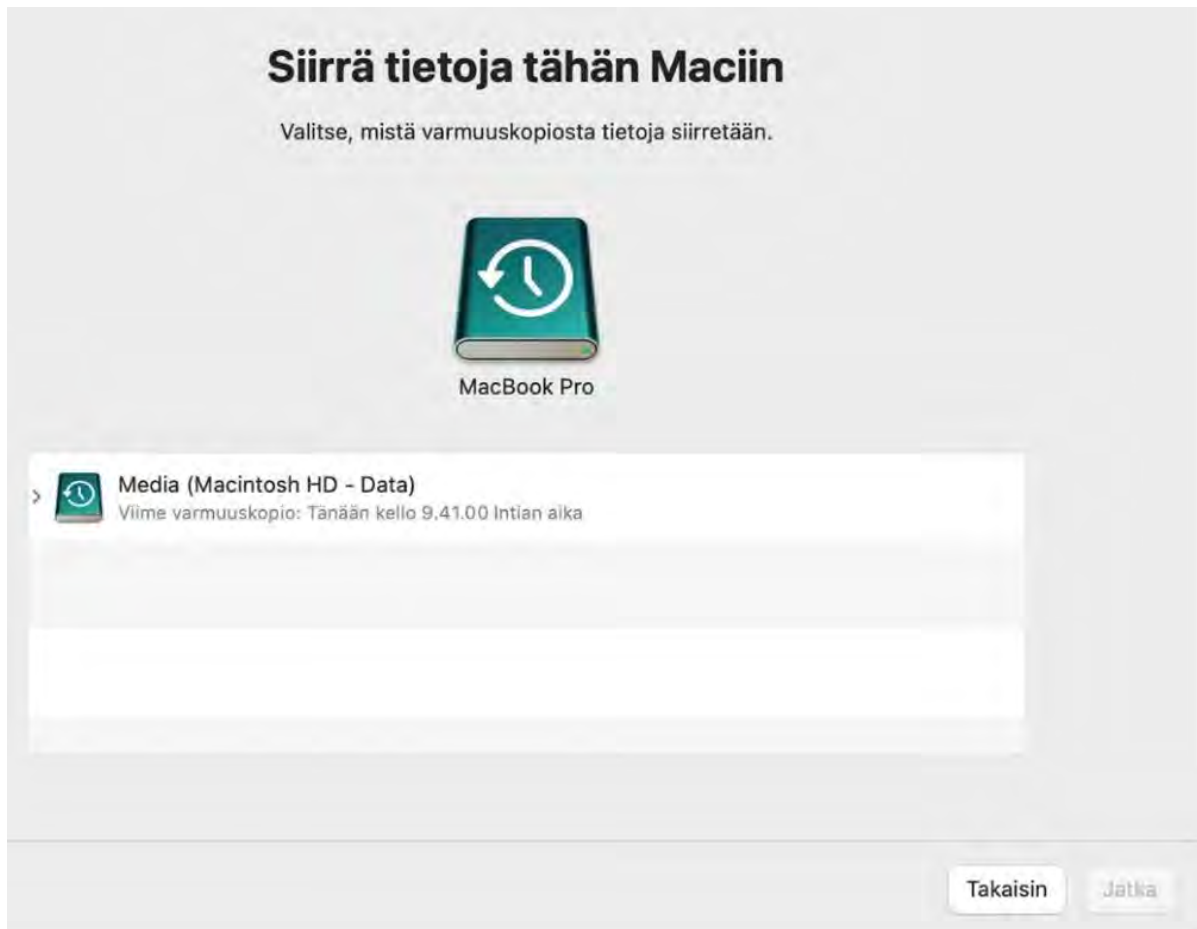 Siirrä tietoja tähän Maciin
Valitse, mistä varmuuskopiosta tietoja siirretään.
MacBook Pro
Media (Macintosh HD - Data)
Viime varmuuskopio: Tänään kello 9.41.00 Intian aika
Takaisin
Jatka